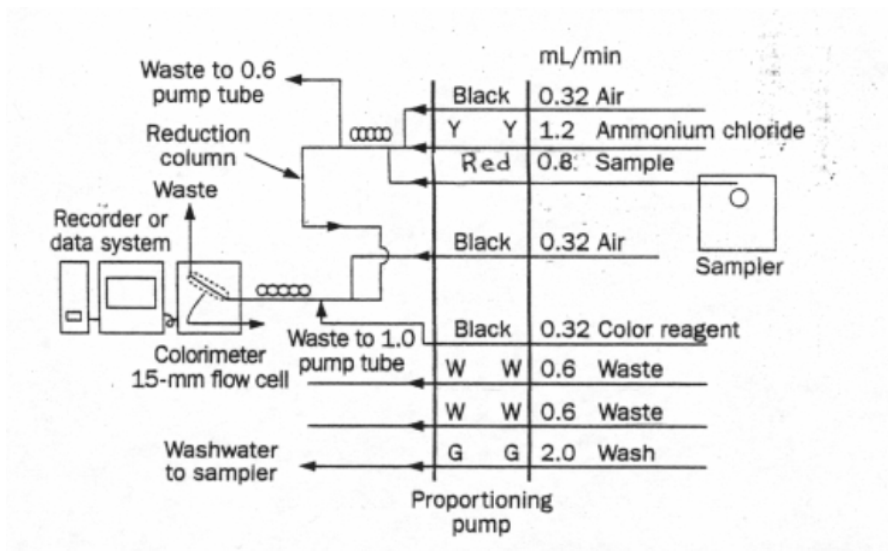 mL/min
Waste to 0.6
pump tube
Black 0.32 Air
Y Y 1.2 Ammonium chloride
Reduction
column
Red 0.8 Sample
Waste
Recorder or
data system
Black 0.32 Air
Sampler
Black 0.32 Color reagent
Waste to 1.0
pump tube
Colorimeter
15-mm flow cell
W W 0.6 Waste
W W 0.6 Waste
Washwater
to sampler
G G 2.0 Wash
Proportioning
pump